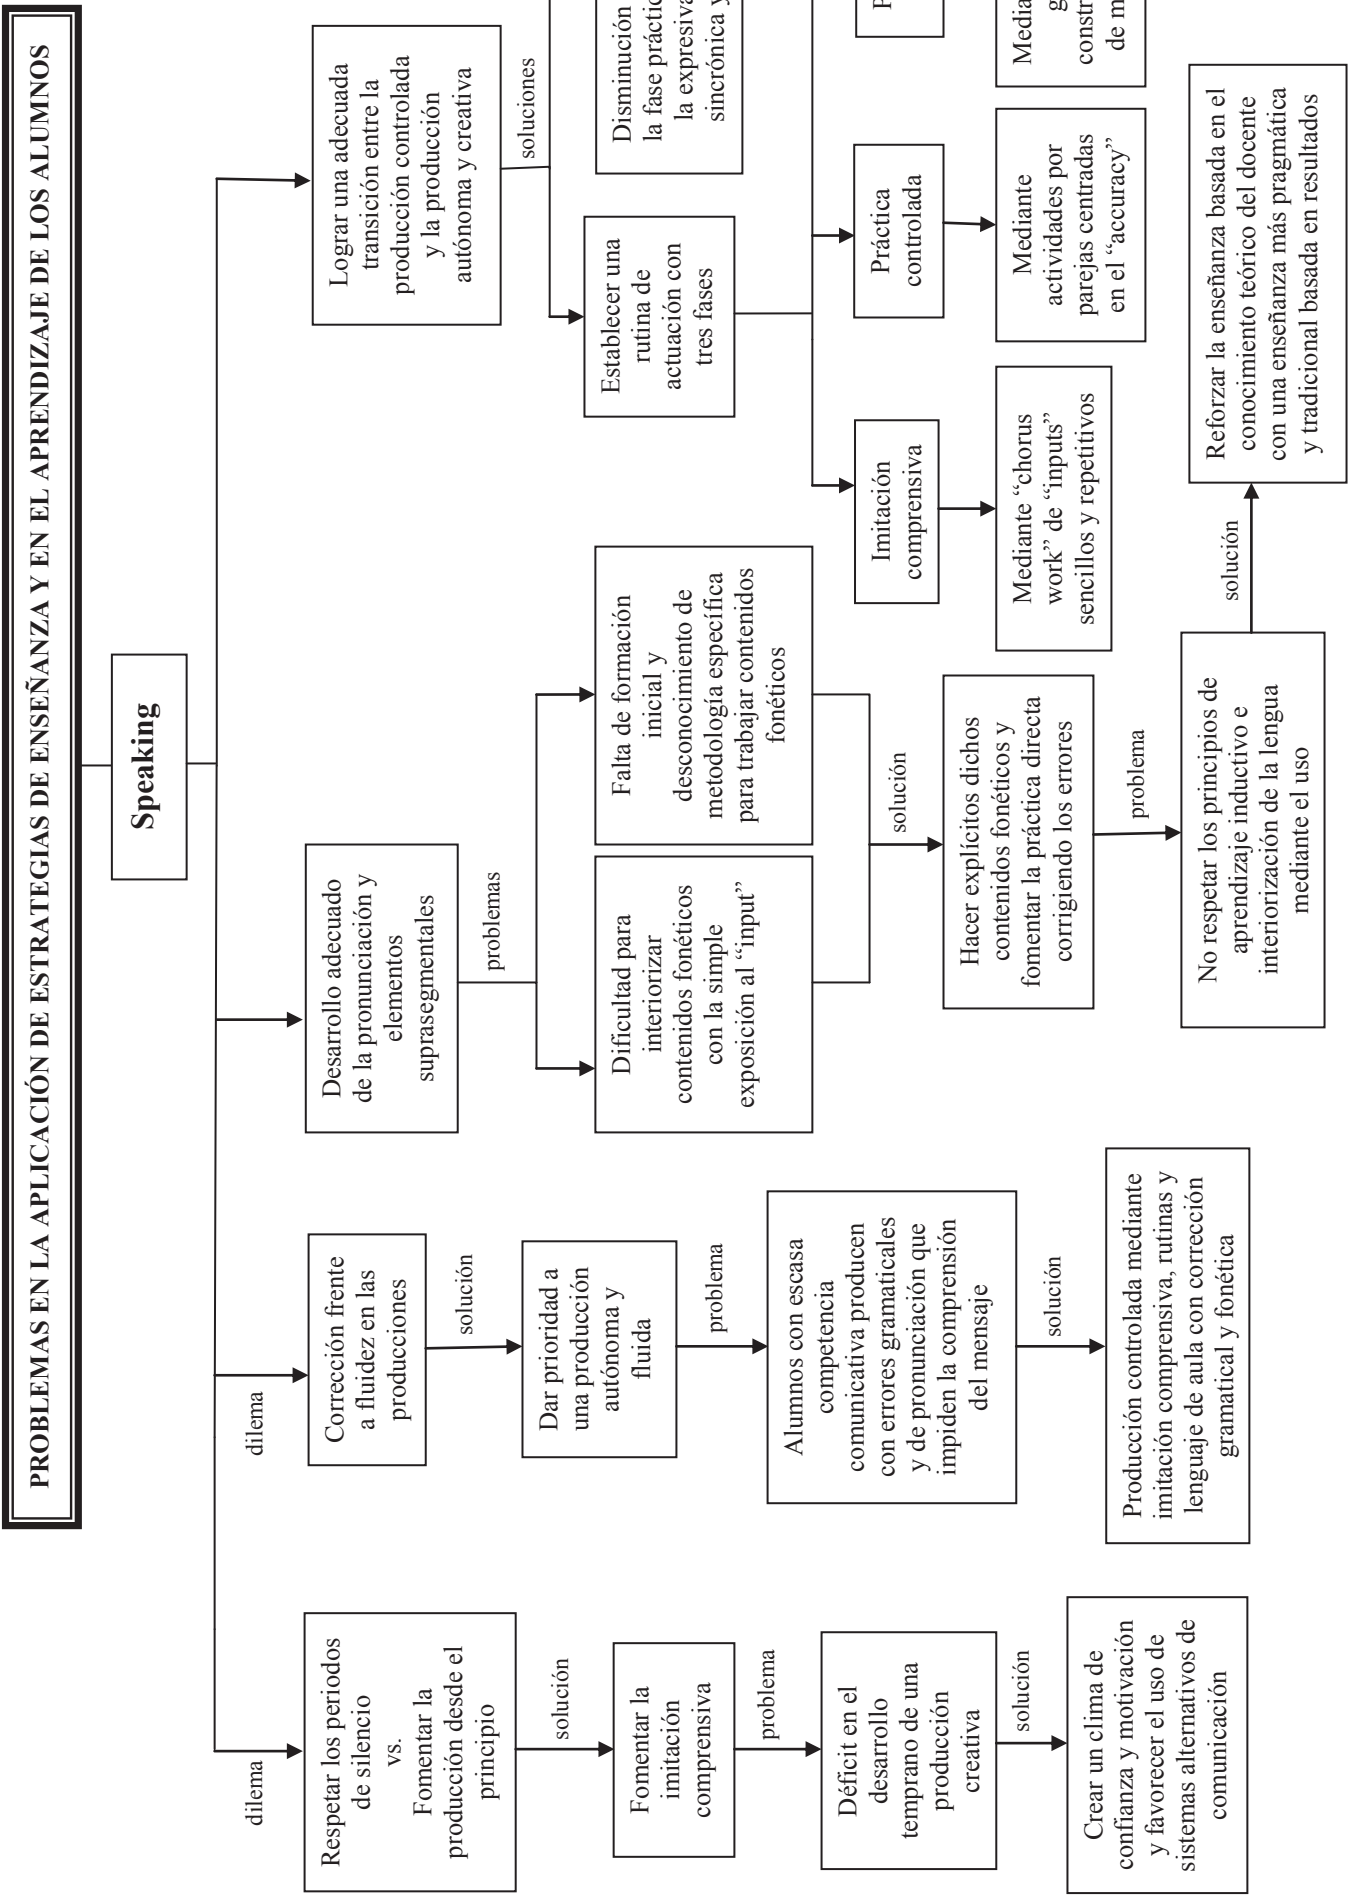 PROBLEMAS EN LA APLICACIÓN DE ESTRATEGIAS DE ENSEÑANZA Y EN EL APRENDIZAJE DE LOS ALUMNOS
Speaking
dilema
Respetar los periodos
de silencio
vs.
Fomentar la
producción desde el
principio
solución
Fomentar la
imitación
comprensiva
problema
Déficit en el
desarrollo
temprano de una
producción
creativa
solución
Crear un clima de
confianza y motivación
y favorecer el uso de
sistemas alternativos de
comunicación
dilema
Corrección frente
a fluidez en las
producciones
solución
Dar prioridad a
una producción
autónoma y
fluida
problema
Alumnos con escasa
competencia
comunicativa producen
con errores gramaticales
y de pronunciación que
impiden la comprensión
del mensaje
solución
Producción controlada mediante
imitación comprensiva, rutinas y
lenguaje de aula con corrección
gramatical y fonética
Desarrollo adecuado
de la pronunciación y
elementos
suprasegmentales
problemas
Dificultad para
interiorizar
contenidos fonéticos
con la simple
exposición al “input”
Falta de formación
inicial y
desconocimiento de
metodología específica
para trabajar contenidos
fonéticos
solución
Hacer explícitos dichos
contenidos fonéticos y
fomentar la práctica directa
corrigiendo los errores
problema
No respetar los principios de
aprendizaje inductivo e
interiorización de la lengua
mediante el uso
solución
Reforzar la enseñanza basada en el
conocimiento teórico del docente
con una enseñanza más pragmática
y tradicional basada en resultados
Lograr una adecuada
transición entre la
producción controlada
y la producción
autónoma y creativa
soluciones
Establecer una
rutina de
actuación con
tres fases
Imitación
comprensiva
Mediante “chorus
work” de “inputs”
sencillos y repetitivos
Práctica
controlada
Mediante
actividades por
parejas centradas
en el “accuracy”
Disminución
la fase práctic
la expresiva
sincrónica y
P
Media
g
constr
de m